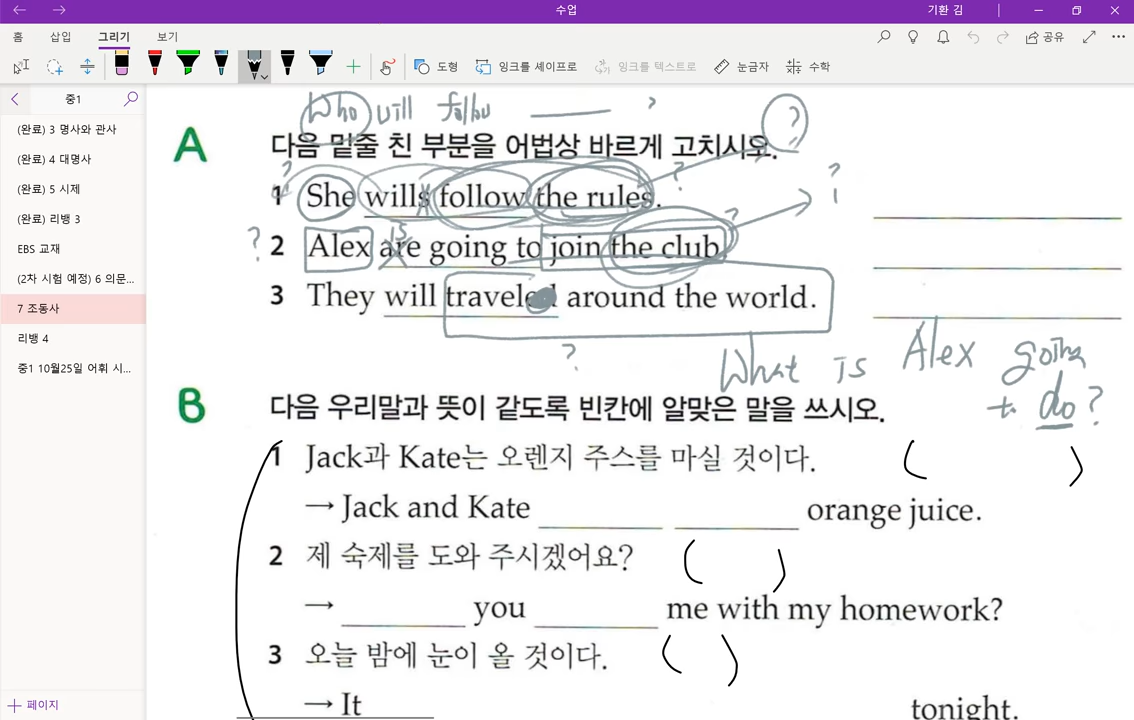 수업
기환 김
홈 삽입 그리기 보기
도형 잉크를 셰이프로 잉크를 텍스트로 눈금자 수학
공유
중1
(완료) 3 명사와 관사
(완료) 4 대명사
(완료) 5 시제
(완료) 리뱅 3
EBS 교재
(2차 시험 예정) 6 의문...
7 조동사
리뱅 4
중1 10월25일 어휘 시...
페이지
Who will follow ?
A 다음 밑줄 친 부분을 어법상 바르게 고치시오. ?
? ?
1 She wills follow the rules.
? is ? ?
2 Alex are going to join the club.
3 They will traveled around the world.
?
What is Alex going
to do?
B 다음 우리말과 뜻이 같도록 빈칸에 알맞은 말을 쓰시오.
1 Jack과 Kate는 오렌지 주스를 마실 것이다. ( )
→ Jack and Kate ______ ______ orange juice.
2 제 숙제를 도와 주시겠어요? ( )
→ ______ you ______ me with my homework?
3 오늘 밤에 눈이 올 것이다. ( )
→ It tonight.